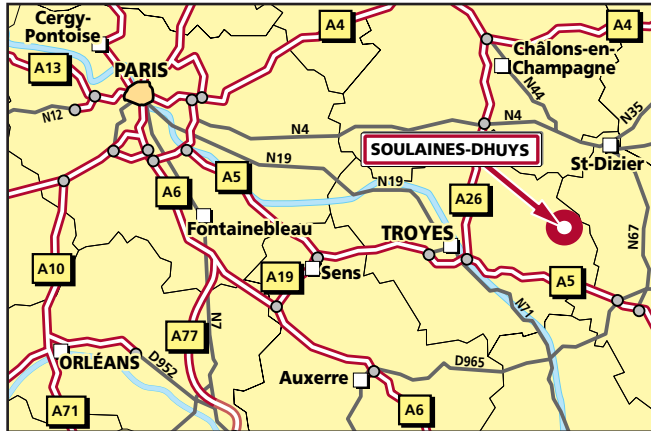 Cergy-
Pontoise
A4
A4
A13
PARIS
Châlons-en-
Champagne
N44
N35
N12
N4
N4
SOULAINES-DHUYS
St-Dizier
N19
A5
A6
N19
A26
Fontainebleau
TROYES
N67
A10
A19
Sens
A5
N71
A77
N7
ORLÉANS
D952
D965
Auxerre
A71
A6